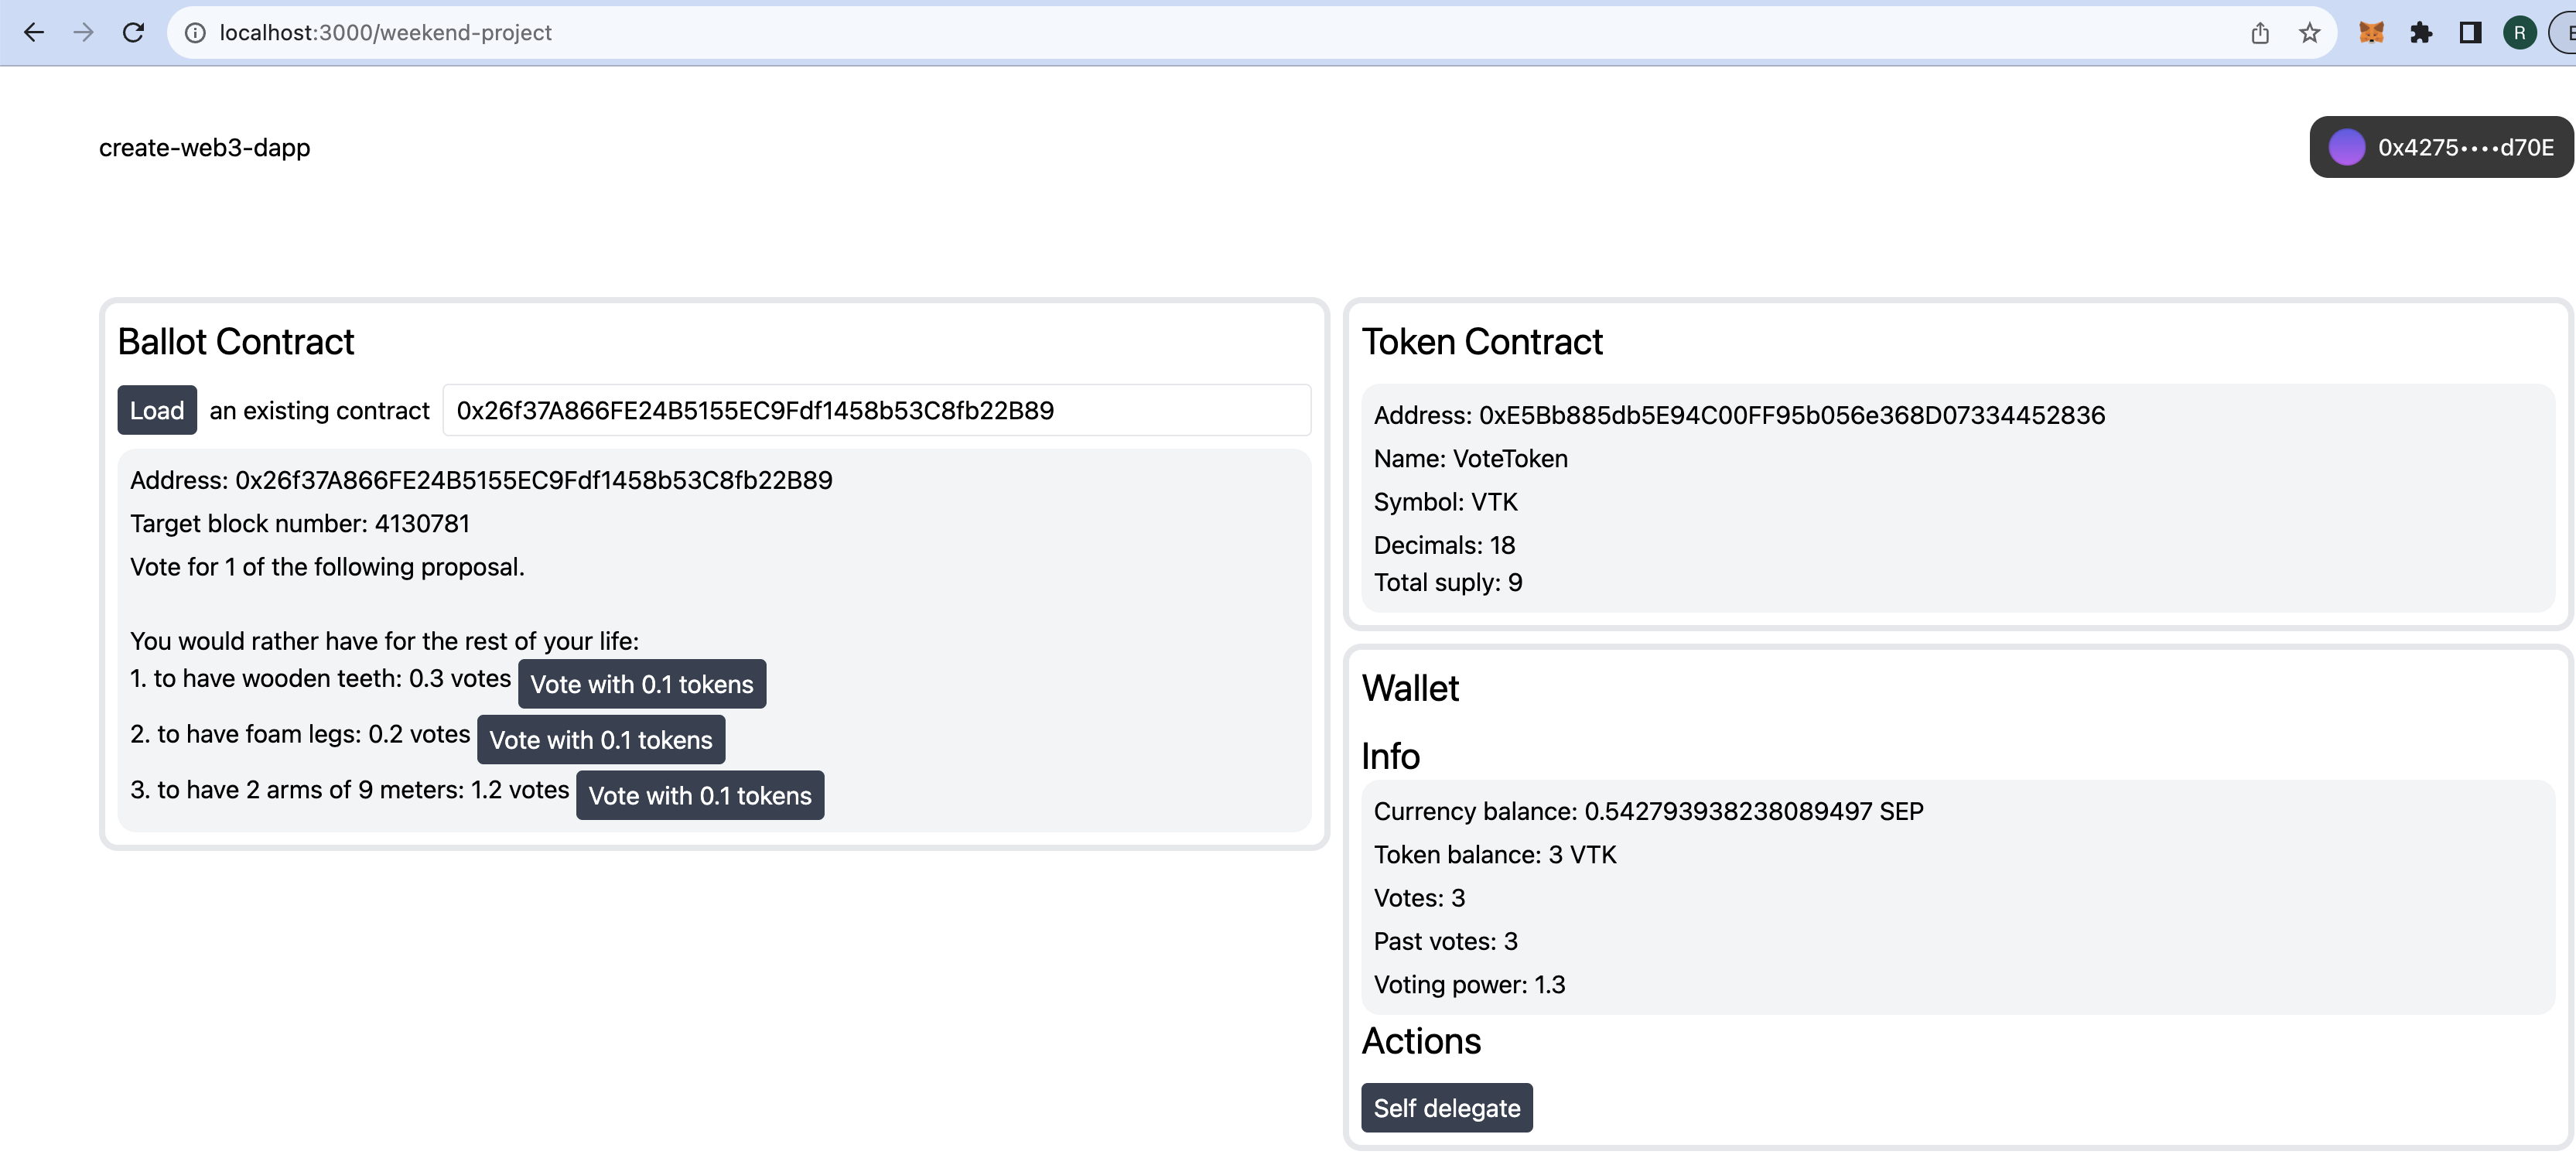 localhost:3000/weekend-project
R
create-web3-dapp
0x4275••••d70E
Ballot Contract
Load an existing contract 0x26f37A866FE24B5155EC9Fdf1458b53C8fb22B89
Address: 0x26f37A866FE24B5155EC9Fdf1458b53C8fb22B89
Target block number: 4130781
Vote for 1 of the following proposal.
You would rather have for the rest of your life:
1. to have wooden teeth: 0.3 votes Vote with 0.1 tokens
2. to have foam legs: 0.2 votes Vote with 0.1 tokens
3. to have 2 arms of 9 meters: 1.2 votes Vote with 0.1 tokens
Token Contract
Address: 0xE5Bb885db5E94C00FF95b056e368D07334452836
Name: VoteToken
Symbol: VTK
Decimals: 18
Total suply: 9
Wallet
Info
Currency balance: 0.542793938238089497 SEP
Token balance: 3 VTK
Votes: 3
Past votes: 3
Voting power: 1.3
Actions
Self delegate